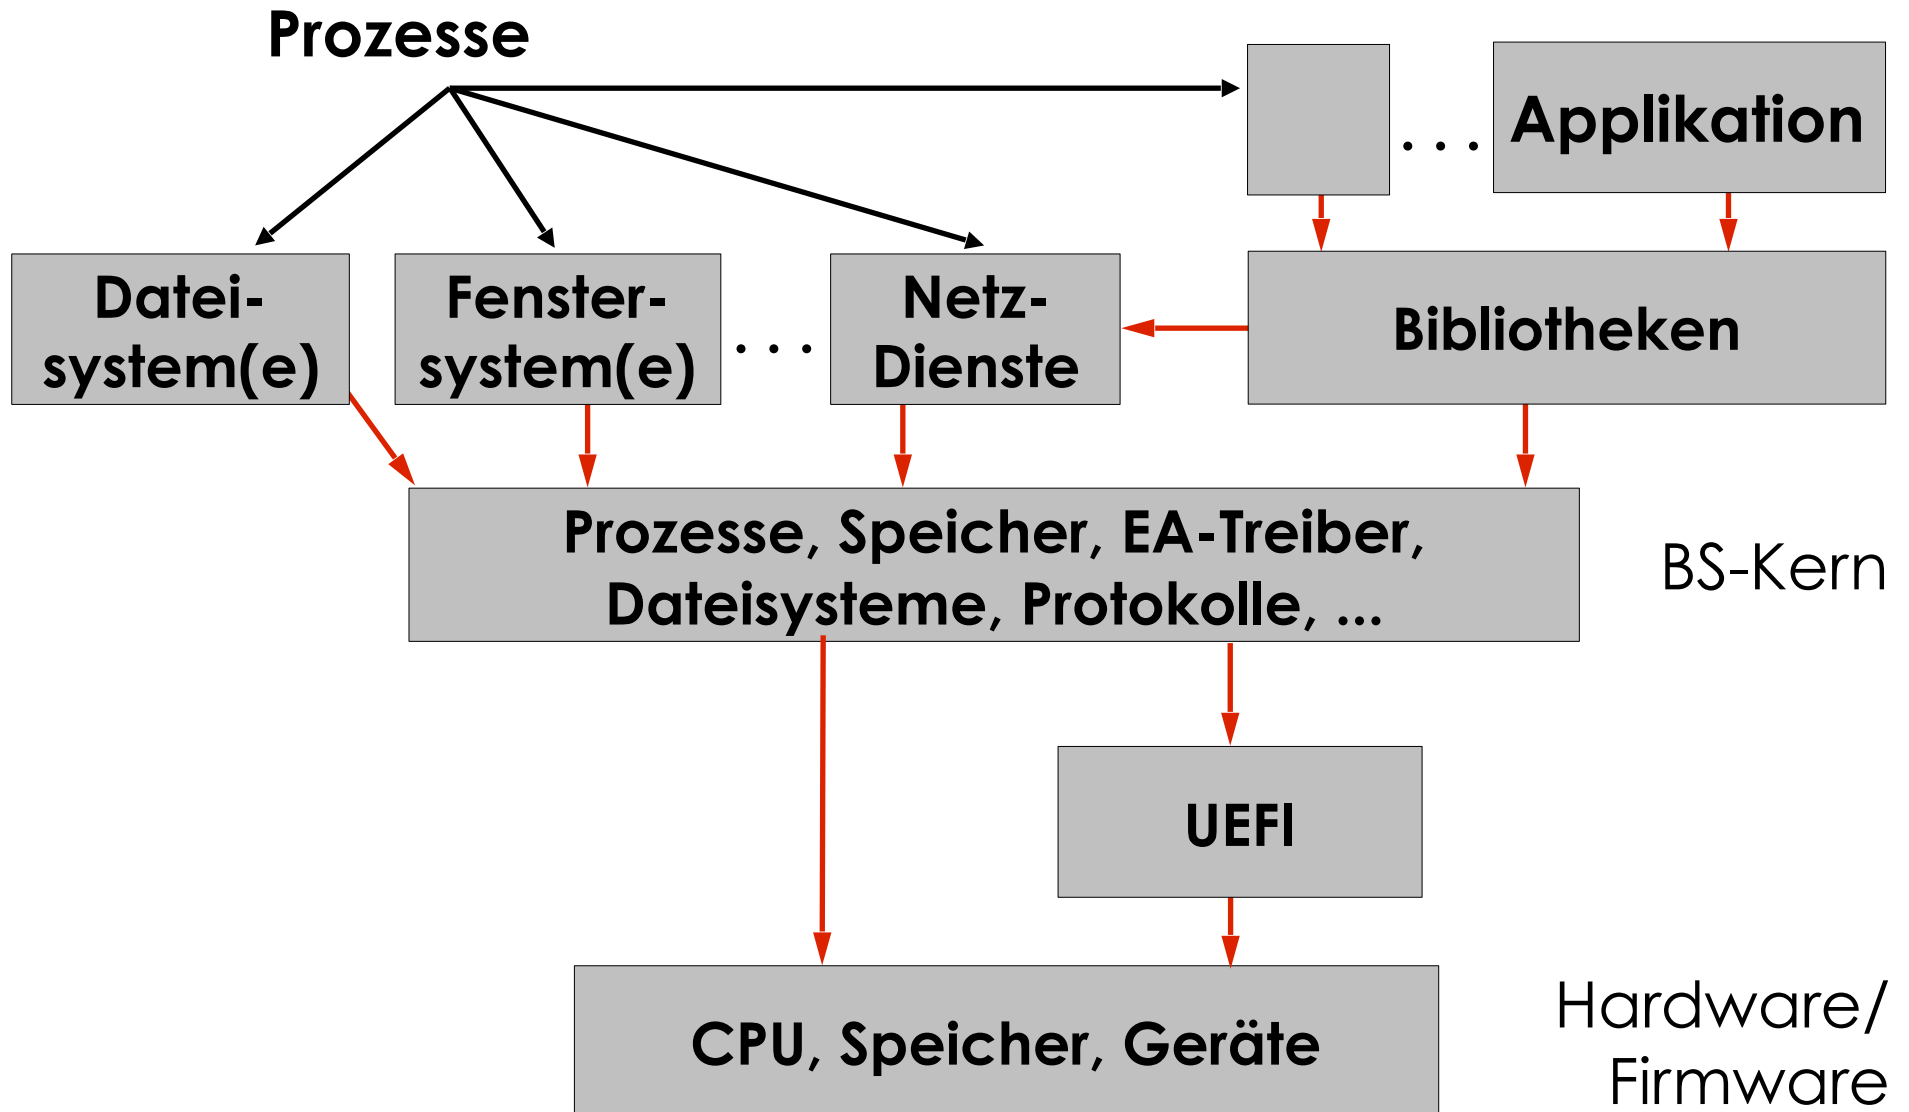 Prozesse
Applikation
. . .
Datei-
system(e)
Fenster-
system(e)
. . .
Netz-
Dienste
Bibliotheken
Prozesse, Speicher, EA-Treiber,
Dateisysteme, Protokolle, ...
BS-Kern
UEFI
CPU, Speicher, Geräte
Hardware/
Firmware